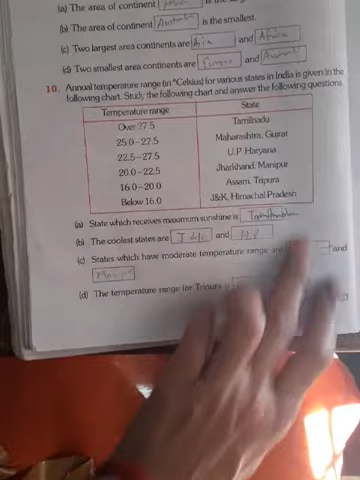 (a) The area of continent is the
(b) The area of continent Australia is the smallest.
(c) Two largest area continents are Asia and Africa
(d) Two smallest area continents are Europe and
10. Annual temperature range (in °Celsius) for various states in India is given in the
following chart. Study the following chart and answer the following questions
Temperature range State
Over 27.5 Tamilnadu
25.0 – 27.5 Maharashtra, Gujrat
22.5 – 27.5 U.P Haryana
20.0 – 22.5 Jharkhand, Manipur
16.0 – 20.0 Assam, Tripura
Below 16.0 J&K, Himachal Pradesh
(a) State which receives maximum sunshine is Tamilnadu
(b) The coolest states are J&K and HP
(c) States which have moderate temperature range are and
(d) The temperature range for Tripura is